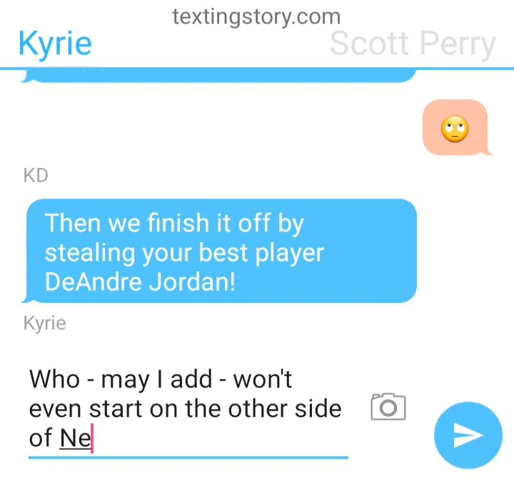 textingstory.com
Kyrie
Scott Perry
🙄
KD
Then we finish it off by
stealing your best player
DeAndre Jordan!
Kyrie
Who - may I add - won't
even start on the other side
of Ne